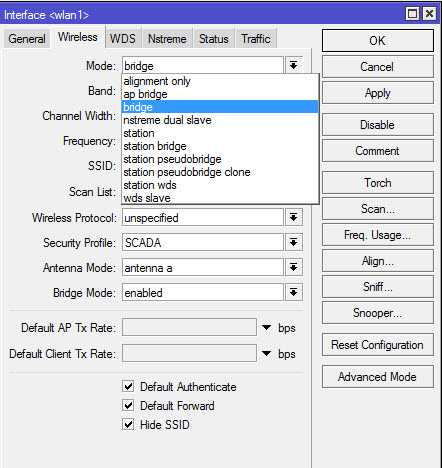 Interface <wlan1>
General Wireless WDS Nstreme Status Traffic
Mode: bridge
alignment only
ap bridge
bridge
nstreme dual slave
station
station bridge
station pseudobridge
station pseudobridge clone
station wds
wds slave
Band:
Channel Width:
Frequency:
SSID:
Scan List:
Wireless Protocol: unspecified
Security Profile: SCADA
Antenna Mode: antenna a
Bridge Mode: enabled
Default AP Tx Rate: bps
Default Client Tx Rate: bps
Default Authenticate
Default Forward
Hide SSID
OK
Cancel
Apply
Disable
Comment
Torch
Scan...
Freq. Usage...
Align...
Sniff...
Snooper...
Reset Configuration
Advanced Mode